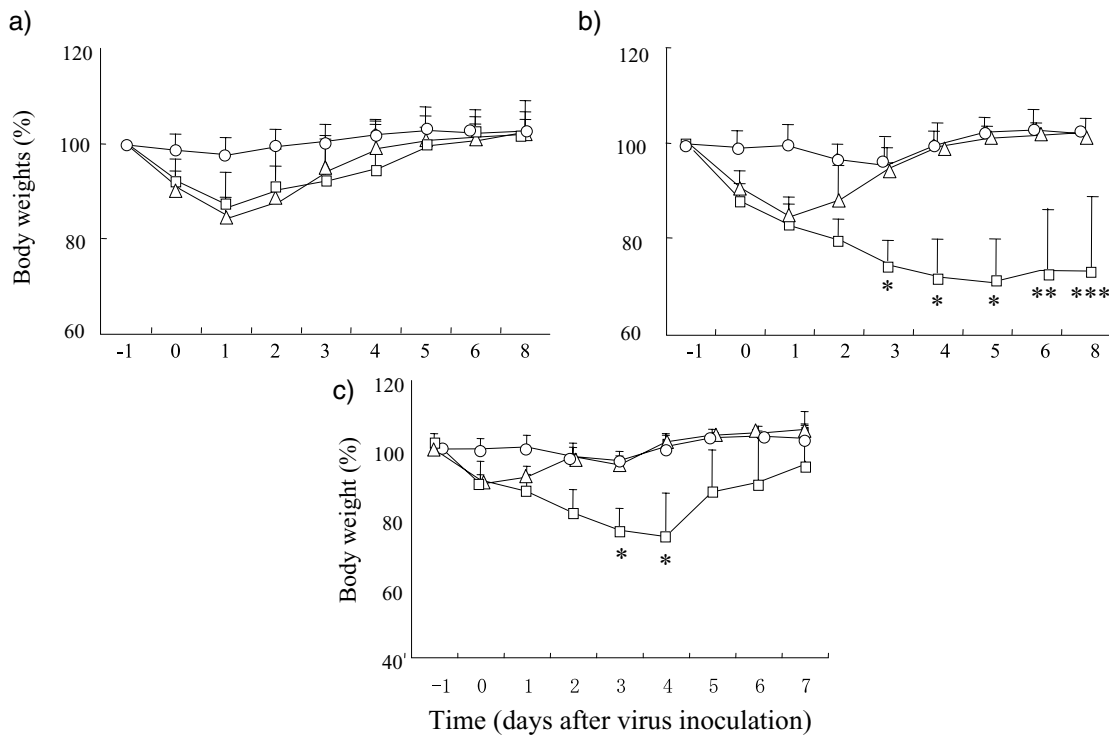 a)
120
100
80
60
Body weights (%)
-1 0 1 2 3 4 5 6 8
b)
120
100
80
60
* * * ** ***
-1 0 1 2 3 4 5 6 8
c)
120
100
80
60
40
Body weight (%)
* *
-1 0 1 2 3 4 5 6 7
Time (days after virus inoculation)